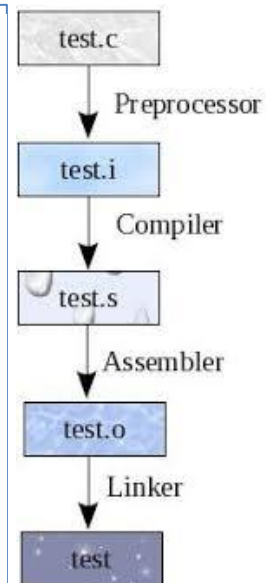 test.c
Preprocessor
test.i
Compiler
test.s
Assembler
test.o
Linker
test